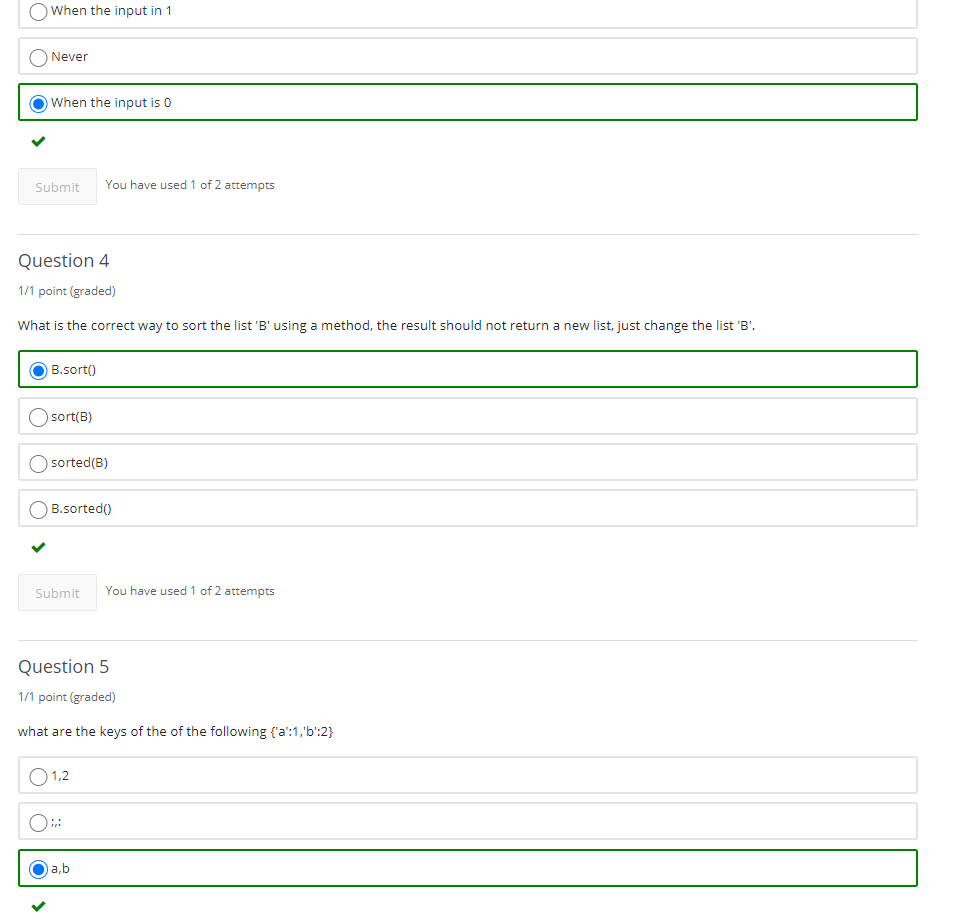 When the input in 1
Never
When the input is 0
Submit You have used 1 of 2 attempts
Question 4
1/1 point (graded)
What is the correct way to sort the list 'B' using a method, the result should not return a new list, just change the list 'B'.
B.sort()
sort(B)
sorted(B)
B.sorted()
Submit You have used 1 of 2 attempts
Question 5
1/1 point (graded)
what are the keys of the of the following {'a':1,'b':2}
1,2
:,:
a,b